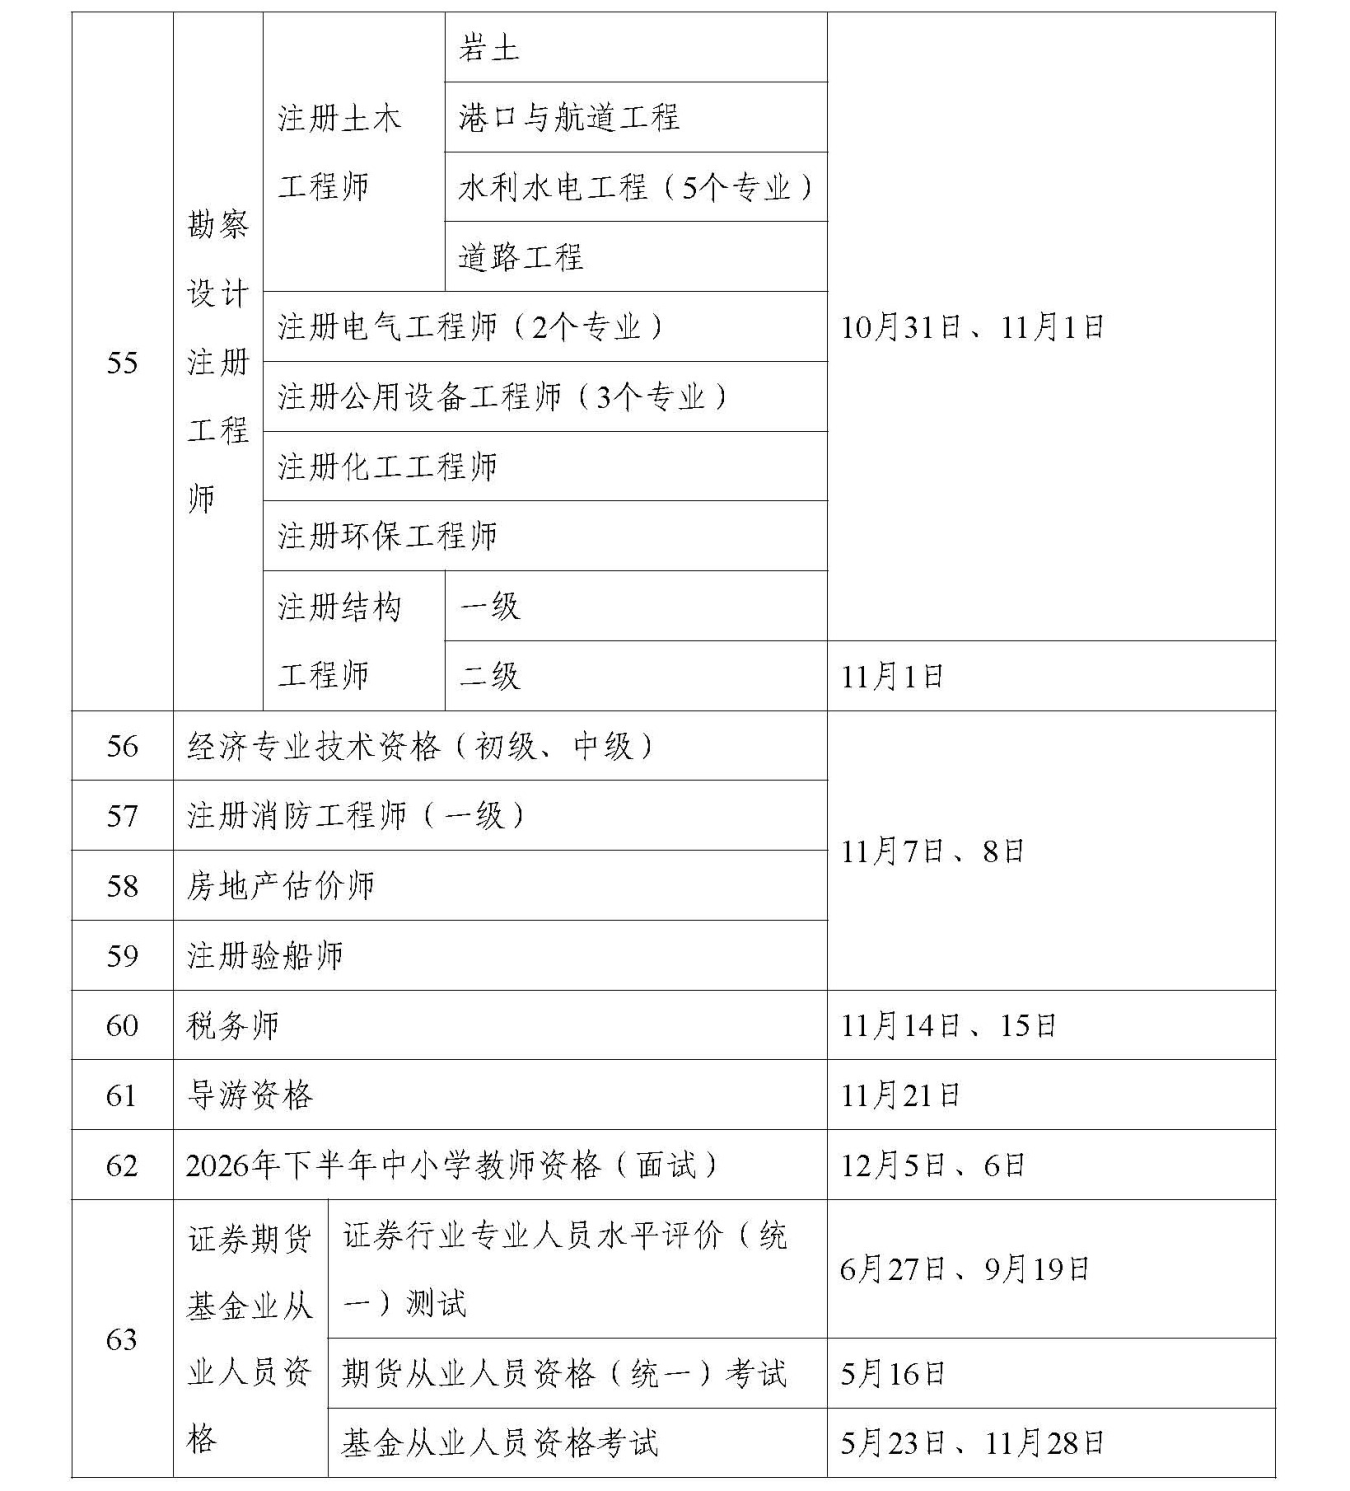 55
勘察
设计
注册
工程
师
注册土木
工程师
岩土
港口与航道工程
水利水电工程（5个专业）
道路工程
注册电气工程师（2个专业）
注册公用设备工程师（3个专业）
注册化工工程师
注册环保工程师
注册结构
工程师
一级
10月31日、11月1日
二级
11月1日
56
经济专业技术资格（初级、中级）
57
注册消防工程师（一级）
58
房地产估价师
59
注册验船师
11月7日、8日
60
税务师
11月14日、15日
61
导游资格
11月21日
62
2026年下半年中小学教师资格（面试）
12月5日、6日
63
证券期货
基金业从
业人员资
格
证券行业专业人员水平评价（统
一）测试
6月27日、9月19日
期货从业人员资格（统一）考试
5月16日
基金从业人员资格考试
5月23日、11月28日